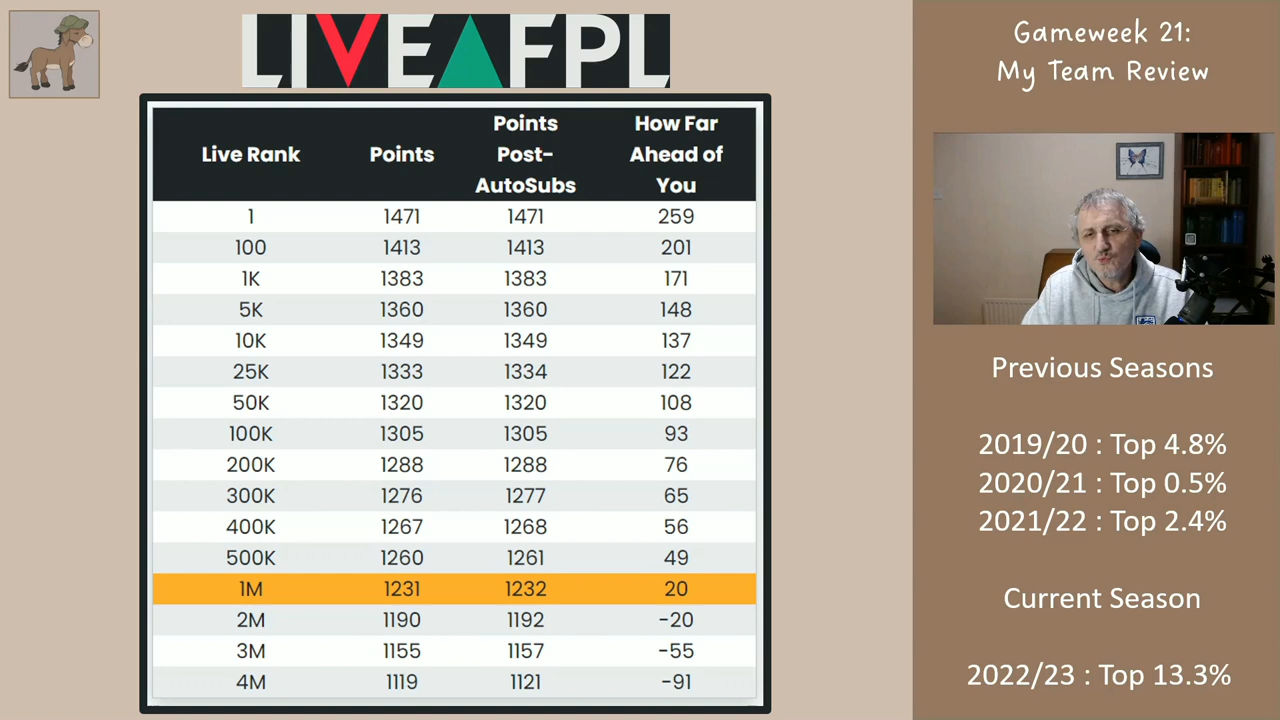 LIVE FPL
Gameweek 21:
My Team Review
Live Rank Points Points Post-AutoSubs How Far Ahead of You
1 1471 1471 259
100 1413 1413 201
1K 1383 1383 171
5K 1360 1360 148
10K 1349 1349 137
25K 1333 1334 122
50K 1320 1320 108
100K 1305 1305 93
200K 1288 1288 76
300K 1276 1277 65
400K 1267 1268 56
500K 1260 1261 49
1M 1231 1232 20
2M 1190 1192 -20
3M 1155 1157 -55
4M 1119 1121 -91
Previous Seasons
2019/20 : Top 4.8%
2020/21 : Top 0.5%
2021/22 : Top 2.4%
Current Season
2022/23 : Top 13.3%